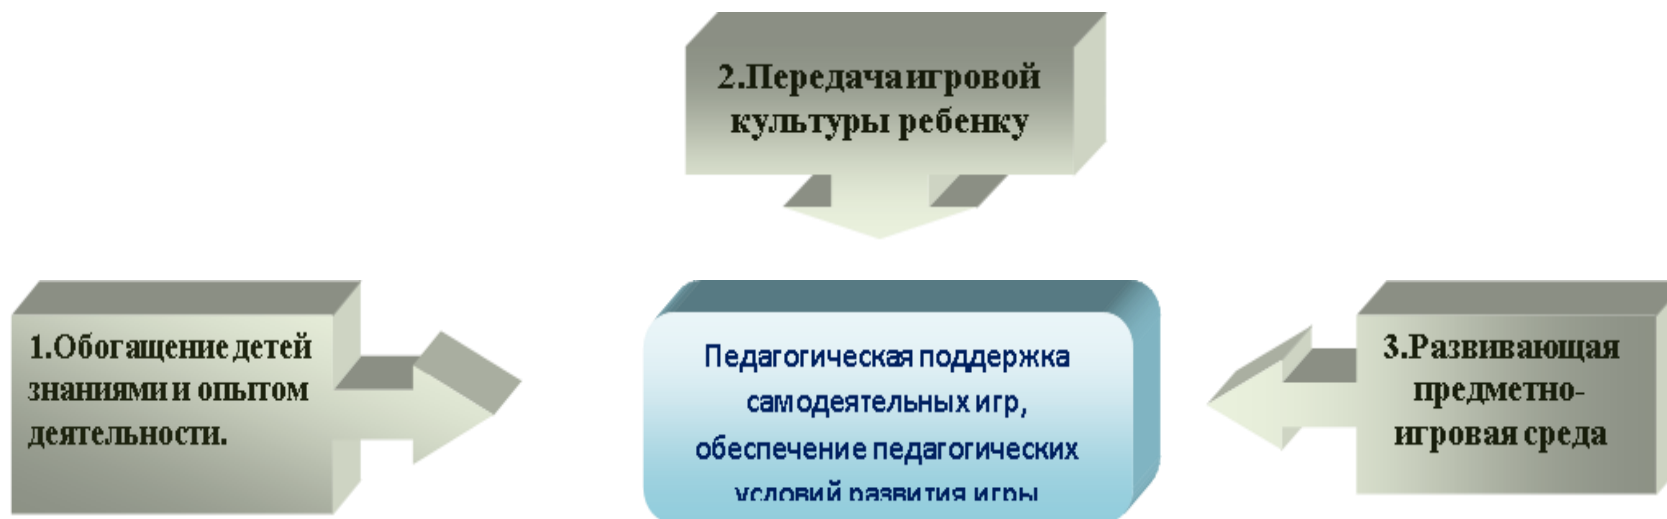 2.Передача игровой
культуры ребенку
1.Обогащение детей
знаниями и опытом
деятельности.
Педагогическая поддержка
самодеятельных игр,
обеспечение педагогических
условий развития игры
3.Развивающая
предметно-
игровая среда